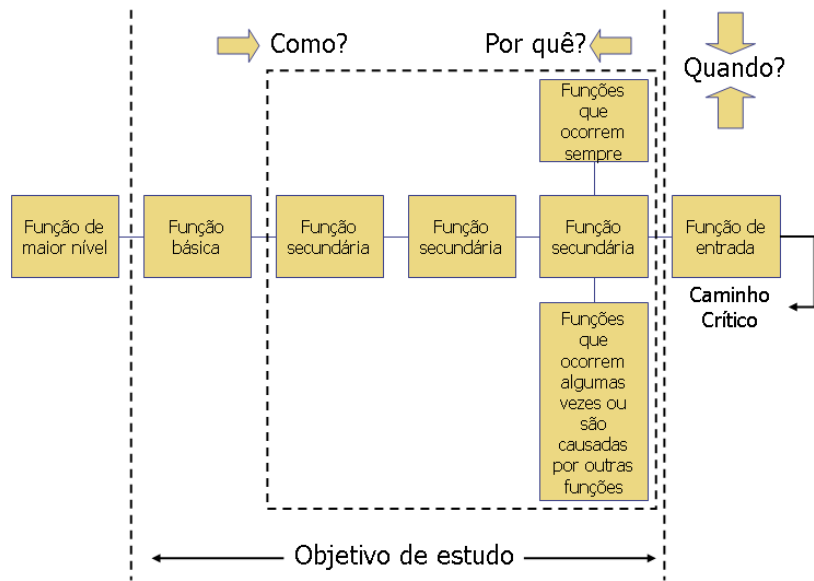 Como?
Por quê?
Quando?
Funções
que
ocorrem
sempre
Função de
maior nível
Função
básica
Função
secundária
Função
secundária
Função
secundária
Função de
entrada
Caminho
Crítico
Funções
que
ocorrem
algumas
vezes ou
são
causadas
por outras
funções
Objetivo de estudo